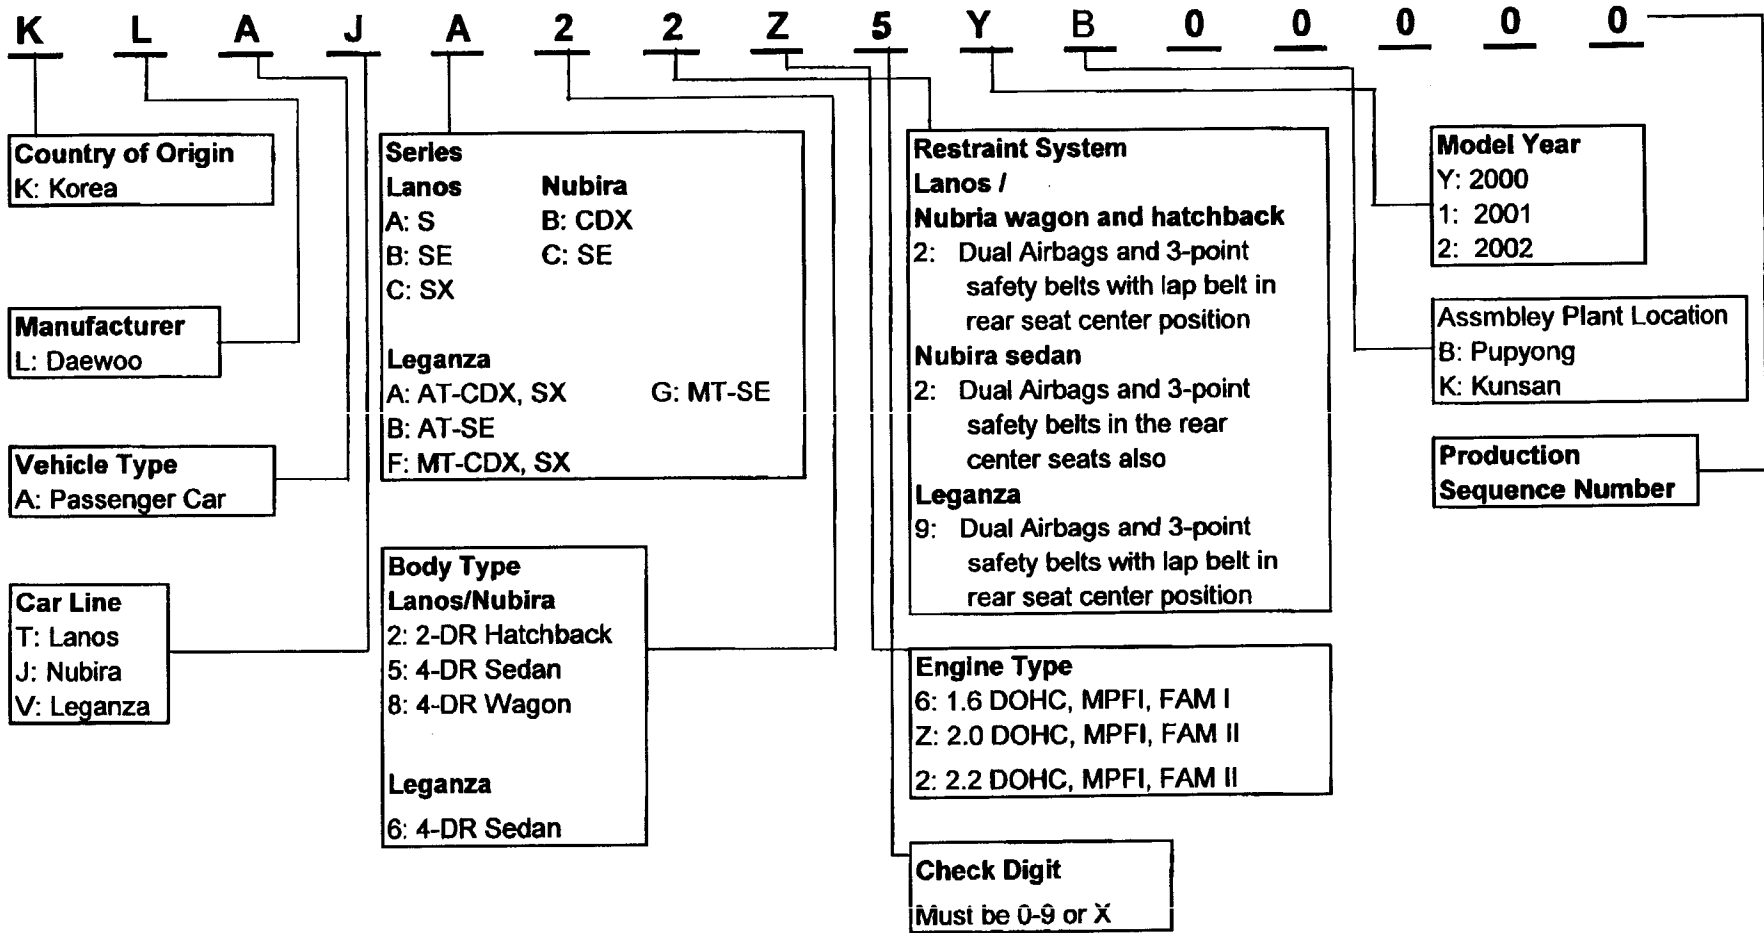 K L A J A 2 2 Z 5 Y B 0 0 0 0 0
Country of Origin
K: Korea
Manufacturer
L: Daewoo
Vehicle Type
A: Passenger Car
Car Line
T: Lanos
J: Nubira
V: Leganza
Series
Lanos Nubira
A: S B: CDX
B: SE C: SE
C: SX
Leganza
A: AT-CDX, SX G: MT-SE
B: AT-SE
F: MT-CDX, SX
Body Type
Lanos/Nubira
2: 2-DR Hatchback
5: 4-DR Sedan
8: 4-DR Wagon
Leganza
6: 4-DR Sedan
Restraint System
Lanos /
Nubria wagon and hatchback
2: Dual Airbags and 3-point
safety belts with lap belt in
rear seat center position
Nubira sedan
2: Dual Airbags and 3-point
safety belts in the rear
center seats also
Leganza
9: Dual Airbags and 3-point
safety belts with lap belt in
rear seat center position
Engine Type
6: 1.6 DOHC, MPFI, FAM I
Z: 2.0 DOHC, MPFI, FAM II
2: 2.2 DOHC, MPFI, FAM II
Check Digit
Must be 0-9 or X
Model Year
Y: 2000
1: 2001
2: 2002
Assmbley Plant Location
B: Pupyong
K: Kunsan
Production
Sequence Number